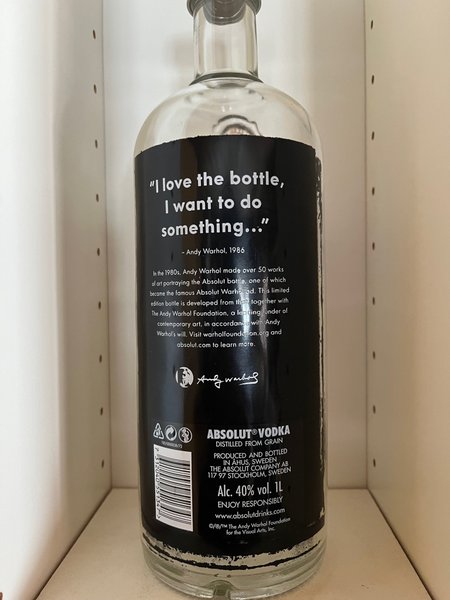 “I love the bottle,
I want to do
something...”
– Andy Warhol, 1986
In the 1980s, Andy Warhol made over 50 works
of art portraying the Absolut bottle, one of which
became the famous Absolut Warhol ad. This limited
edition bottle is developed from that together with
The Andy Warhol Foundation, a leading funder of
contemporary art, in accordance with Andy
Warhol's will. Visit warholfoundation.org and
absolut.com to learn more.
Andy Warhol
ABSOLUT® VODKA
DISTILLED FROM GRAIN
PRODUCED AND BOTTLED
IN ÅHUS, SWEDEN
THE ABSOLUT COMPANY AB
117 97 STOCKHOLM, SWEDEN
Alc. 40% vol. 1L
ENJOY RESPONSIBLY
www.absolutdrinks.com
©/®/™ The Andy Warhol Foundation
for the Visual Arts, Inc.